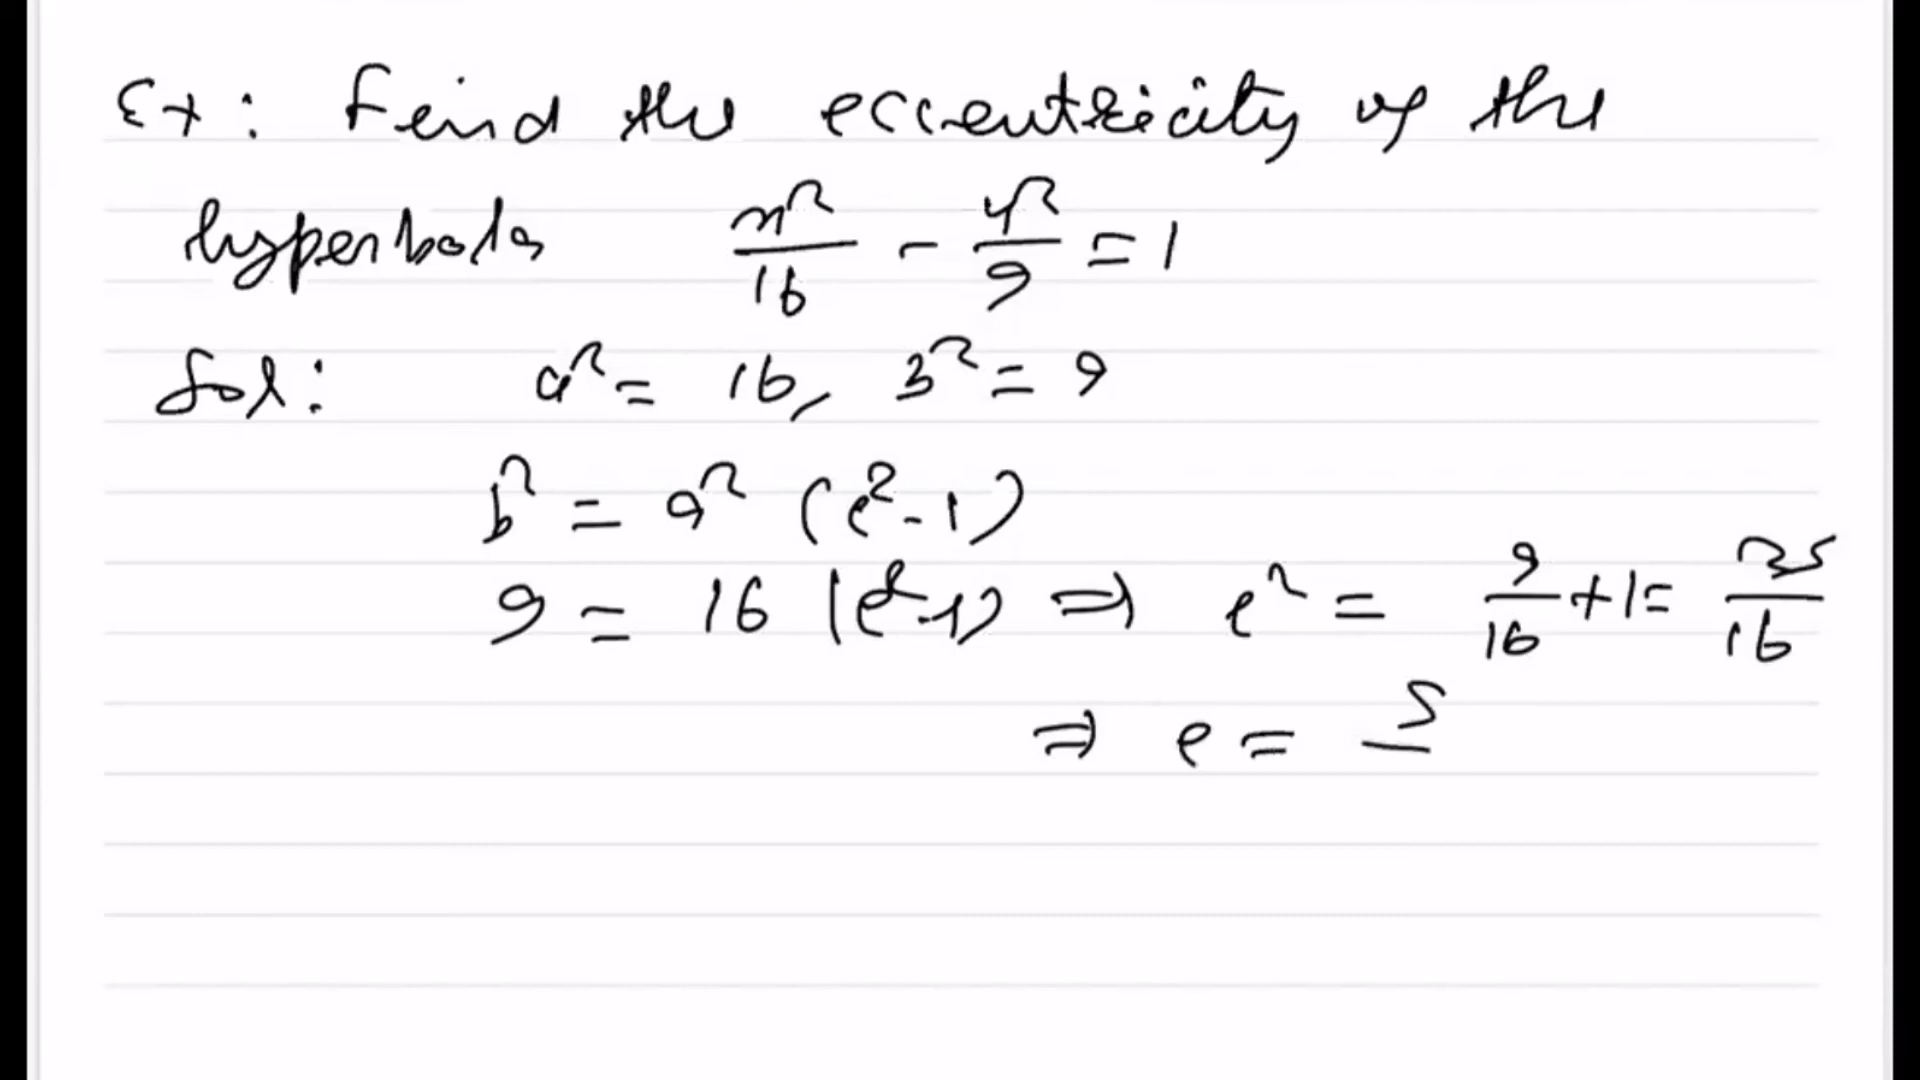 Ex: Find the eccentricity of the
hyperbola x²/16 - y²/9 = 1
Sol: a² = 16, b² = 9
b² = a² (e²-1)
9 = 16 (e²-1) ⇒ e² = 9/16 + 1 = 25/16
⇒ e = 5